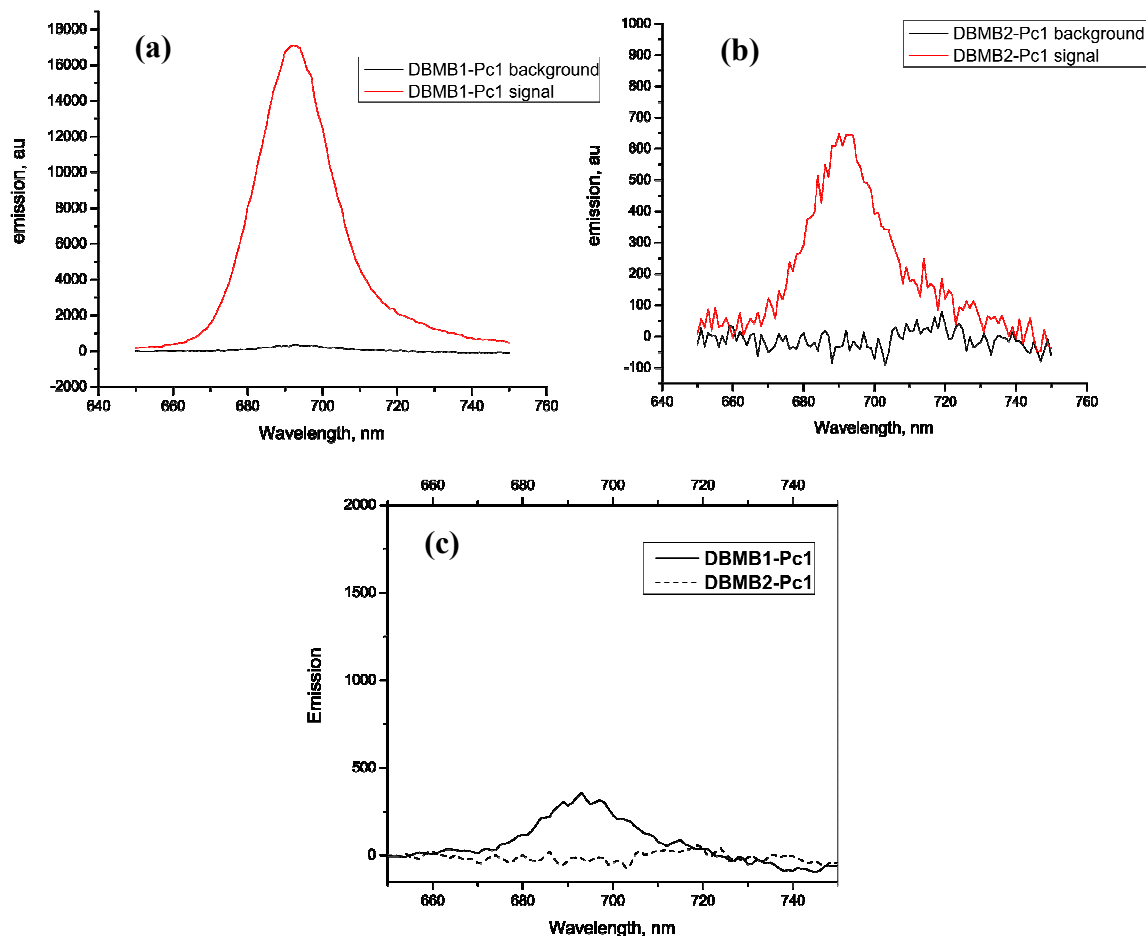 (a)
DBMB1-Pc1 background
DBMB1-Pc1 signal
18000
16000
14000
12000
10000
8000
6000
4000
2000
0
-2000
emission, au
640 660 680 700 720 740 760
Wavelength, nm
(b)
DBMB2-Pc1 background
DBMB2-Pc1 signal
1000
900
800
700
600
500
400
300
200
100
0
-100
emission, au
640 660 680 700 720 740 760
Wavelength, nm
660 680 700 720 740
(c)
DBMB1-Pc1
DBMB2-Pc1
2000
1500
1000
500
0
Emission
660 680 700 720 740
Wavelength, nm